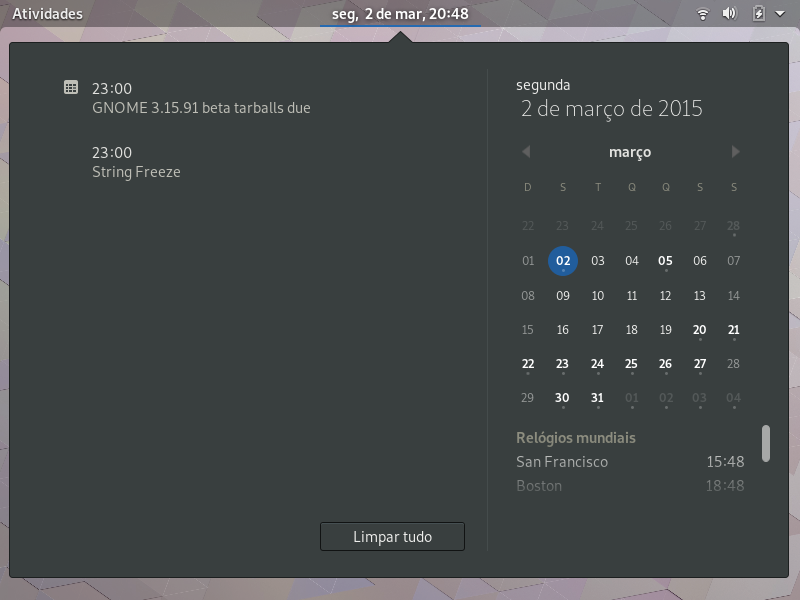 Atividades seg, 2 de mar, 20:48
23:00
GNOME 3.15.91 beta tarballs due
23:00
String Freeze
Limpar tudo
segunda
2 de março de 2015
março
D S T Q Q S S
22 23 24 25 26 27 28
01 02 03 04 05 06 07
08 09 10 11 12 13 14
15 16 17 18 19 20 21
22 23 24 25 26 27 28
29 30 31 01 02 03 04
Relógios mundiais
San Francisco 15:48
Boston 18:48